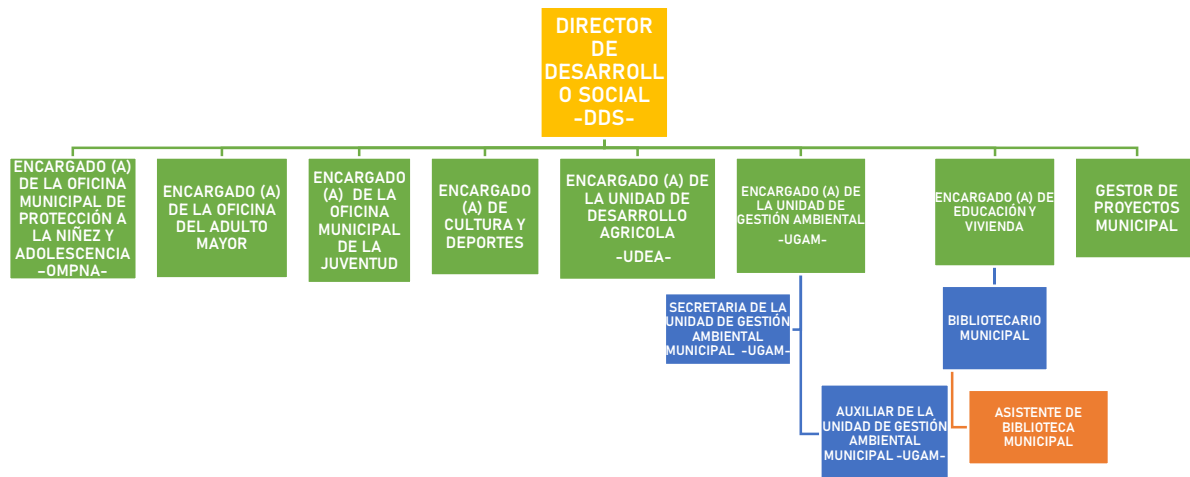 DIRECTOR
DE
DESARROLL
O SOCIAL
-DDS-
ENCARGADO (A)
DE LA OFICINA
MUNICIPAL DE
PROTECCIÓN A
LA NIÑEZ Y
ADOLESCENCIA
–OMPNA-
ENCARGADO (A)
DE LA OFICINA
DEL ADULTO
MAYOR
ENCARGADO
(A) DE LA
OFICINA
MUNICIPAL
DE LA
JUVENTUD
ENCARGADO
(A) DE
CULTURA Y
DEPORTES
ENCARGADO (A) DE
LA UNIDAD DE
DESARROLLO
AGRICOLA
-UDEA-
ENCARGADO (A) DE
LA UNIDAD DE
GESTIÓN AMBIENTAL
-UGAM-
ENCARGADO (A) DE
EDUCACIÓN Y
VIVIENDA
GESTOR DE
PROYECTOS
MUNICIPAL
SECRETARIA DE LA
UNIDAD DE GESTIÓN
AMBIENTAL
MUNICIPAL -UGAM-
BIBLIOTECARIO
MUNICIPAL
AUXILIAR DE LA
UNIDAD DE GESTIÓN
AMBIENTAL
MUNICIPAL -UGAM-
ASISTENTE DE
BIBLIOTECA
MUNICIPAL